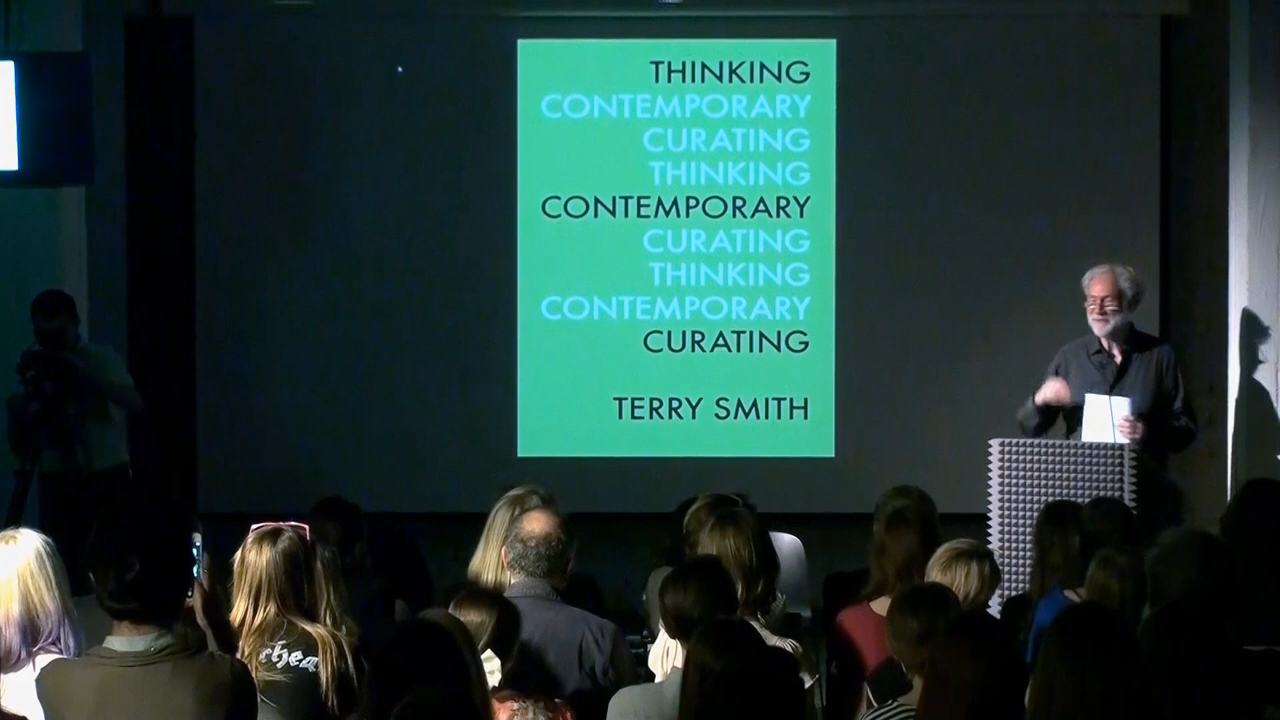 THINKING
CONTEMPORARY
CURATING
THINKING
CONTEMPORARY
CURATING
THINKING
CONTEMPORARY
CURATING
TERRY SMITH